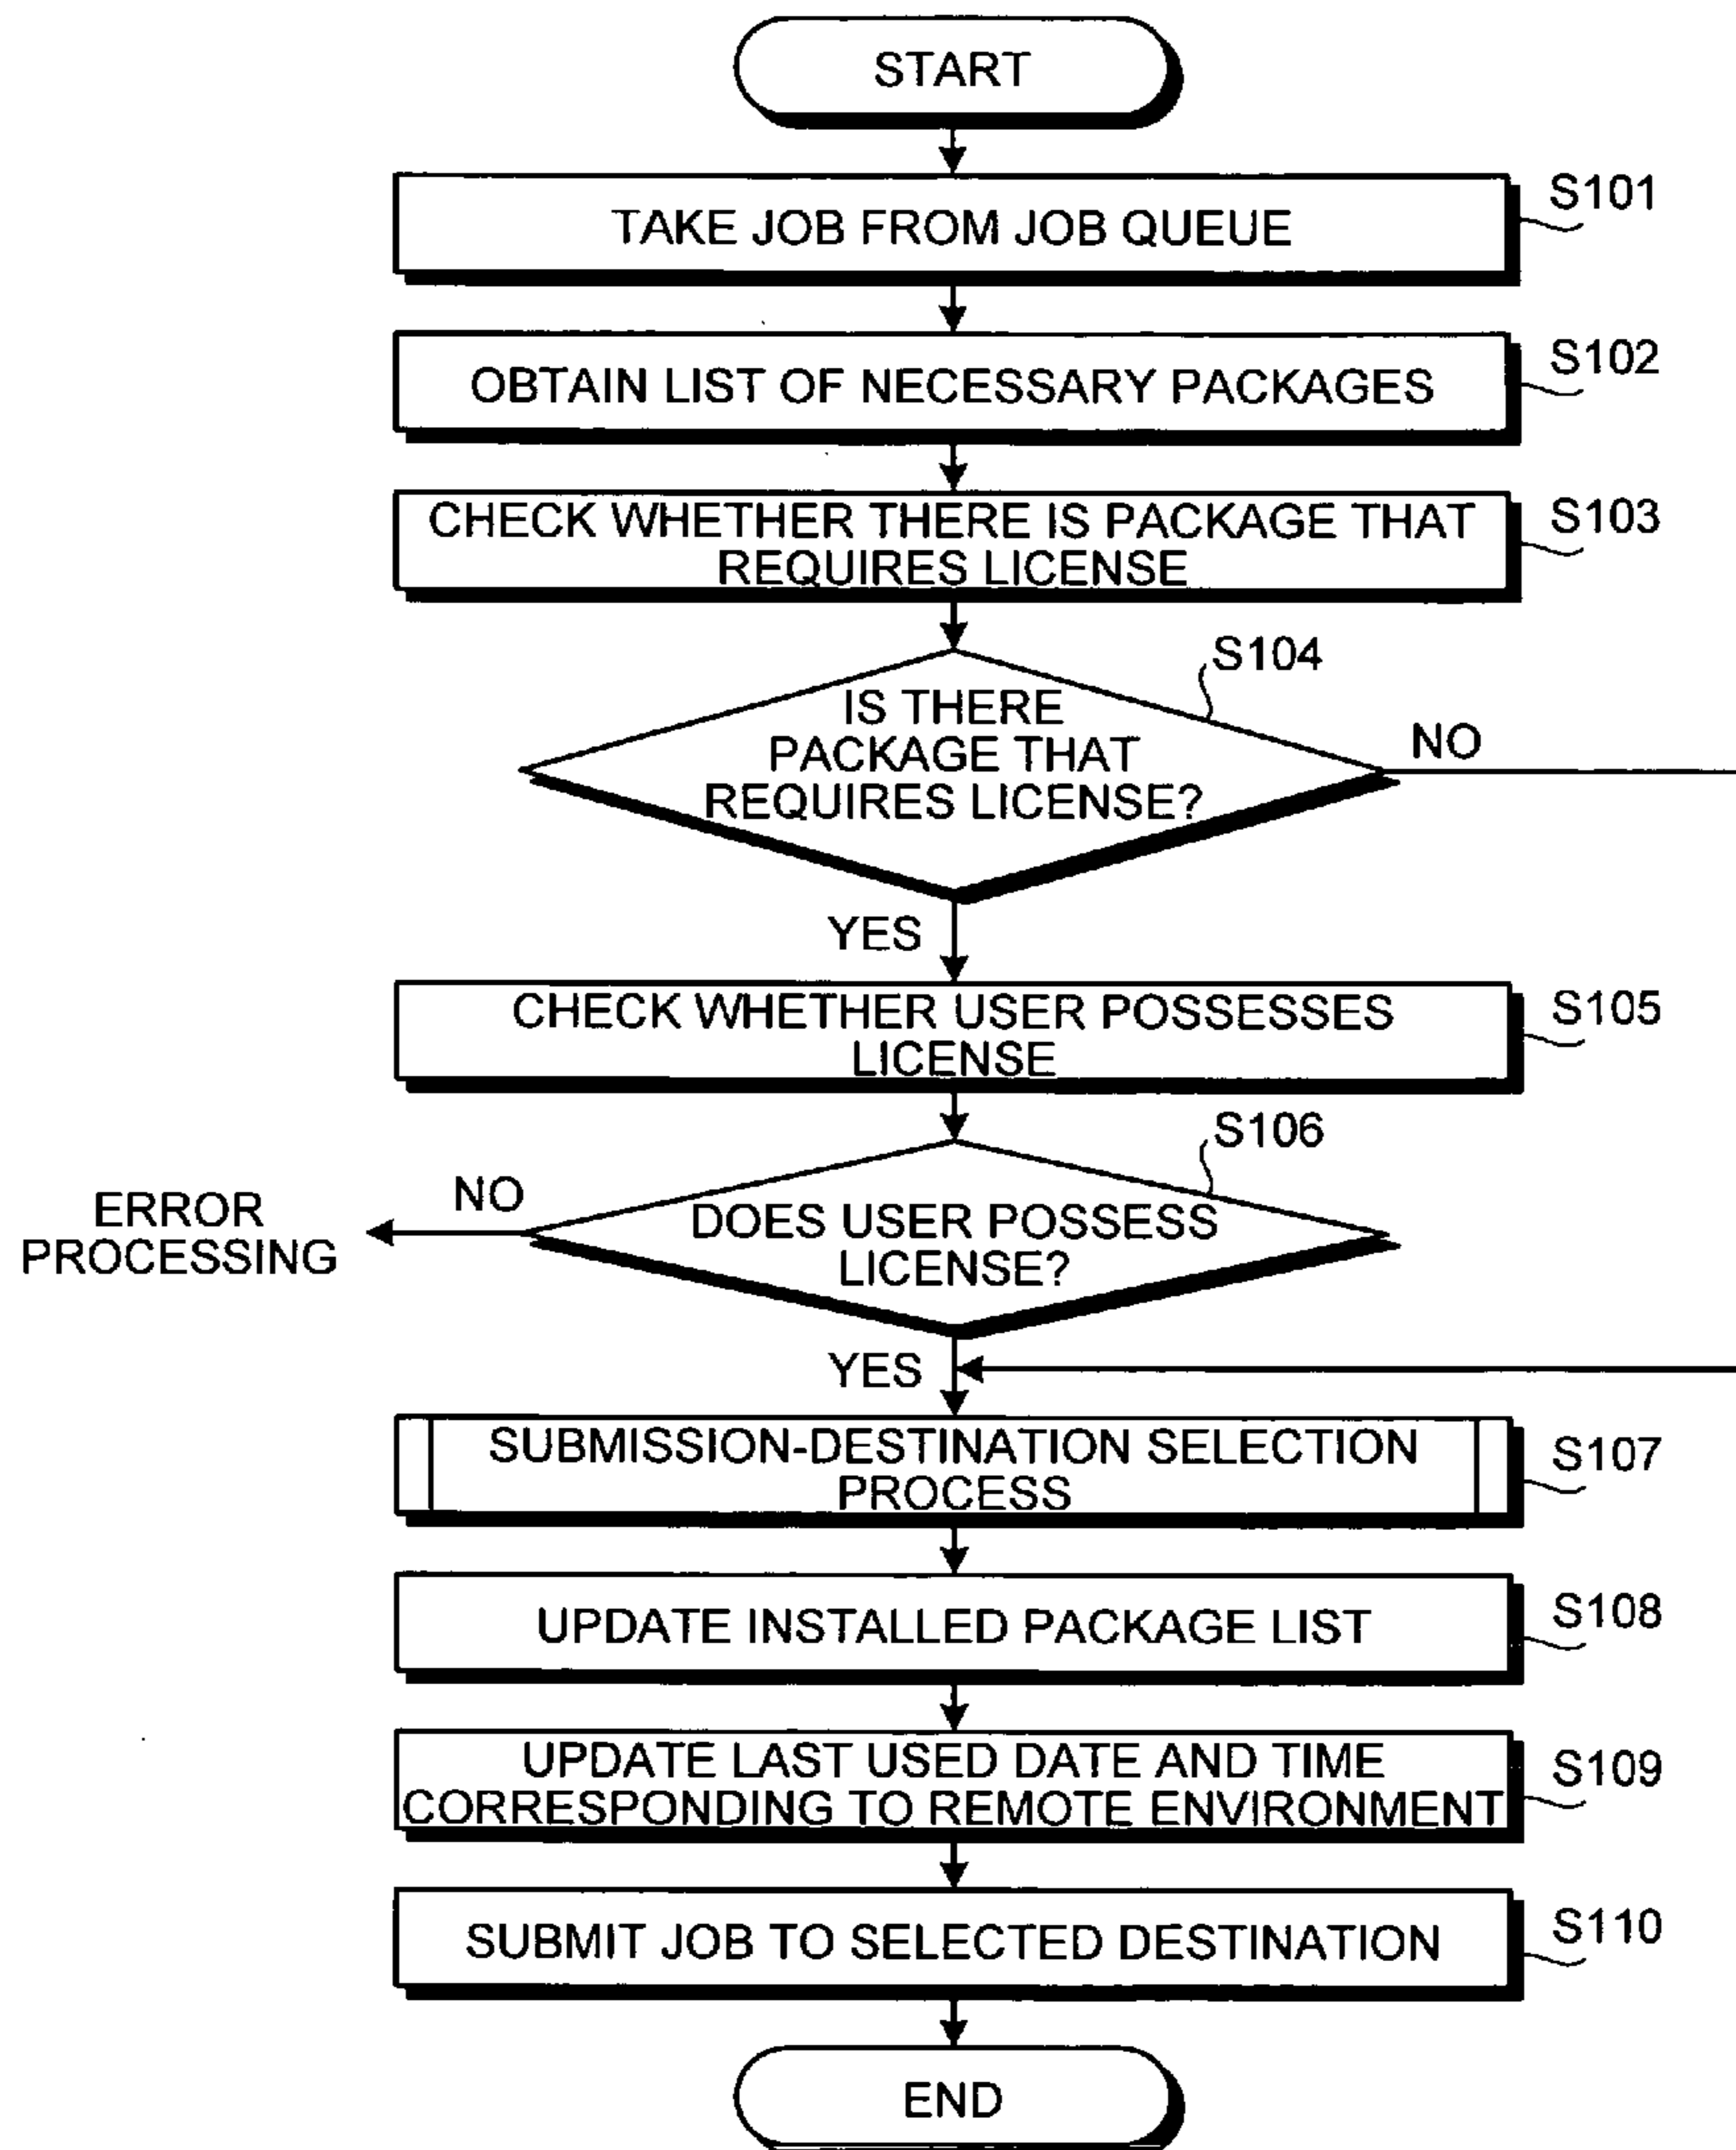 START
S101
TAKE JOB FROM JOB QUEUE
S102
OBTAIN LIST OF NECESSARY PACKAGES
S103
CHECK WHETHER THERE IS PACKAGE THAT
REQUIRES LICENSE
S104
IS THERE
PACKAGE THAT
REQUIRES LICENSE?
NO
YES
S105
CHECK WHETHER USER POSSESSES
LICENSE
S106
DOES USER POSSESS
LICENSE?
NO
ERROR
PROCESSING
YES
S107
SUBMISSION-DESTINATION SELECTION
PROCESS
S108
UPDATE INSTALLED PACKAGE LIST
S109
UPDATE LAST USED DATE AND TIME
CORRESPONDING TO REMOTE ENVIRONMENT
S110
SUBMIT JOB TO SELECTED DESTINATION
END